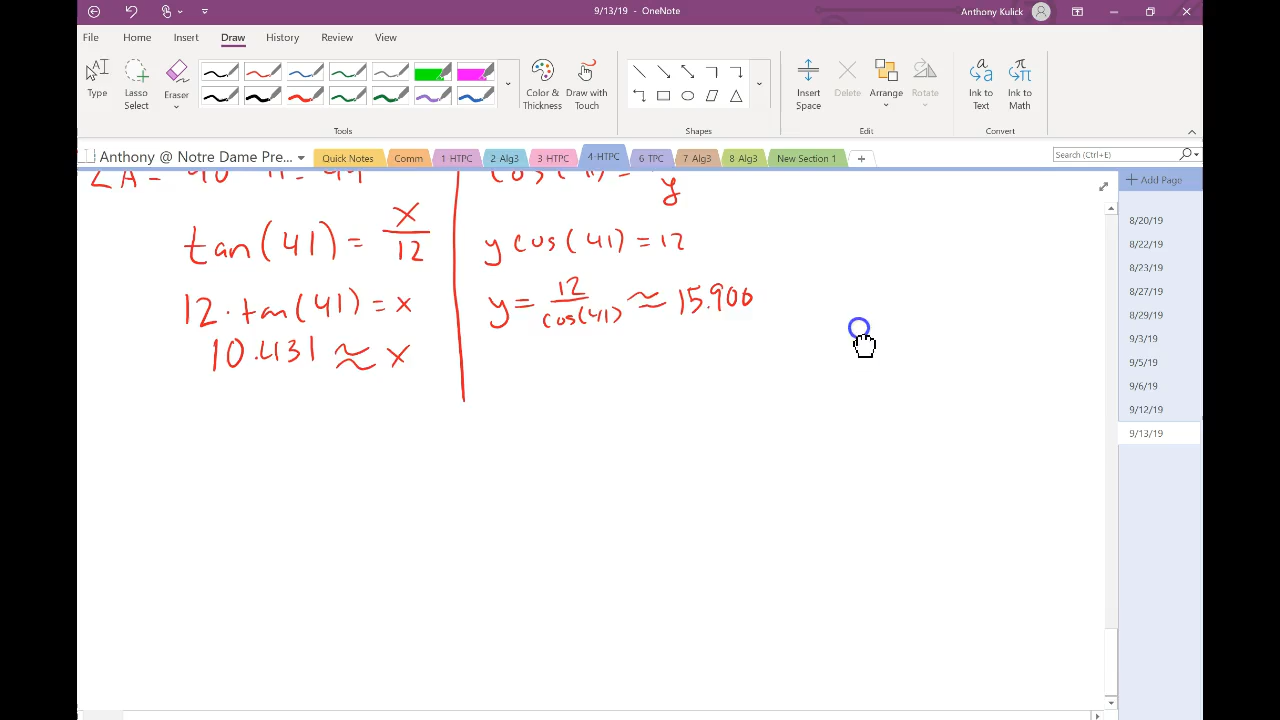 9/13/19 - OneNote
Anthony Kulick
File Home Insert Draw History Review View
Type
Lasso Select
Eraser
Color & Thickness
Draw with Touch
Insert Space
Delete
Arrange
Rotate
Ink to Text
Ink to Math
Tools
Shapes
Edit
Convert
Anthony @ Notre Dame Pre...
Quick Notes Comm 1 HTPC 2 Alg3 3 HTPC 4 HTPC 6 TPC 7 Alg3 8 Alg3 New Section 1
Search (Ctrl+E)
Add Page
8/20/19
8/22/19
8/23/19
8/27/19
8/29/19
9/3/19
9/5/19
9/6/19
9/12/19
9/13/19
tan(41) = x/12
12·tan(41) = x
10.431 ≈ x
y
y cos(41) = 12
y = 12/cos(41) ≈ 15.900